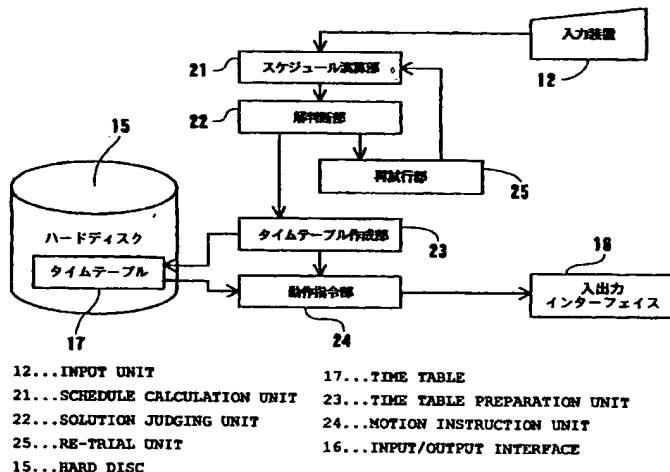 入力装置
21
スケジュール演算部
12
22
解判断部
15
再試行部
25
ハードディスク
タイムテーブル作成部
23
16
タイムテーブル
動作指令部
入出力
インターフェイス
17
24
12...INPUT UNIT
21...SCHEDULE CALCULATION UNIT
22...SOLUTION JUDGING UNIT
25...RE-TRIAL UNIT
15...HARD DISC
17...TIME TABLE
23...TIME TABLE PREPARATION UNIT
24...MOTION INSTRUCTION UNIT
16...INPUT/OUTPUT INTERFACE